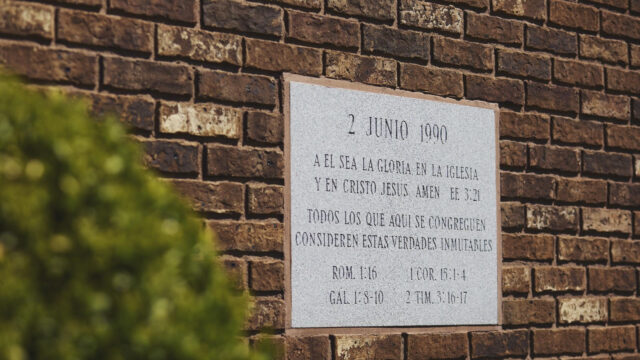 2 JUNIO 1990
A EL SEA LA GLORIA EN LA IGLESIA
Y EN CRISTO JESUS. AMEN EE 3:21
TODOS LOS QUE AQUI SE CONGREGUEN
CONSIDEREN ESTAS VERDADES INMUTABLES
ROM. 1:16 1 COR. 15:1-4
GAL. 1:8-10 2 TIM. 3:16-17